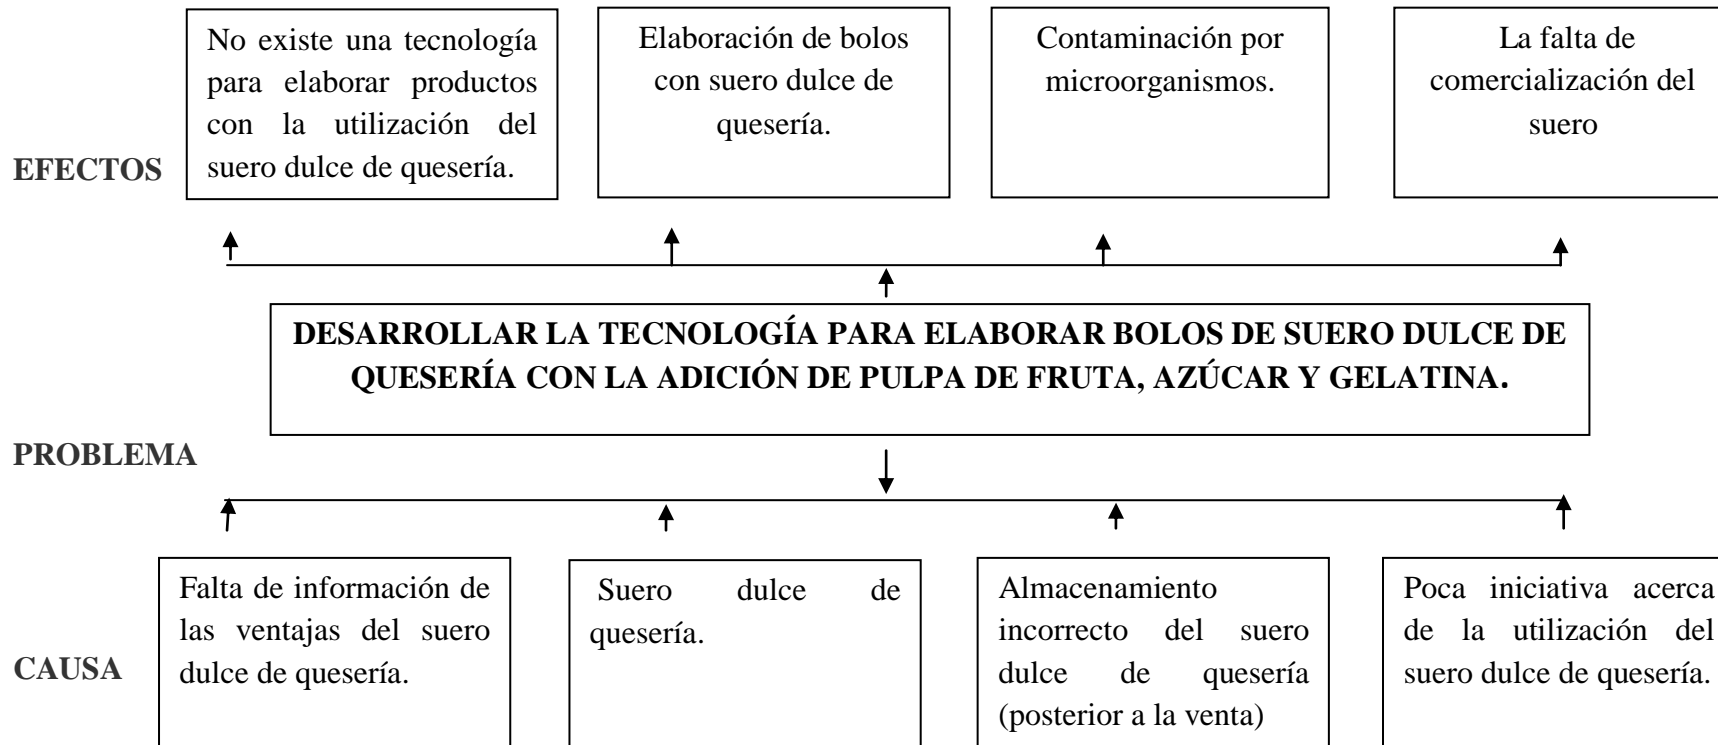 No existe una tecnología
para elaborar productos
con la utilización del
suero dulce de quesería.
Elaboración de bolos
con suero dulce de
quesería.
Contaminación por
microorganismos.
La falta de
comercialización del
suero
EFECTOS
DESARROLLAR LA TECNOLOGÍA PARA ELABORAR BOLOS DE SUERO DULCE DE
QUESERÍA CON LA ADICIÓN DE PULPA DE FRUTA, AZÚCAR Y GELATINA.
PROBLEMA
Falta de información de
las ventajas del suero
dulce de quesería.
Suero dulce de
quesería.
Almacenamiento
incorrecto del suero
dulce de quesería
(posterior a la venta)
Poca iniciativa acerca
de la utilización del
suero dulce de quesería.
CAUSA